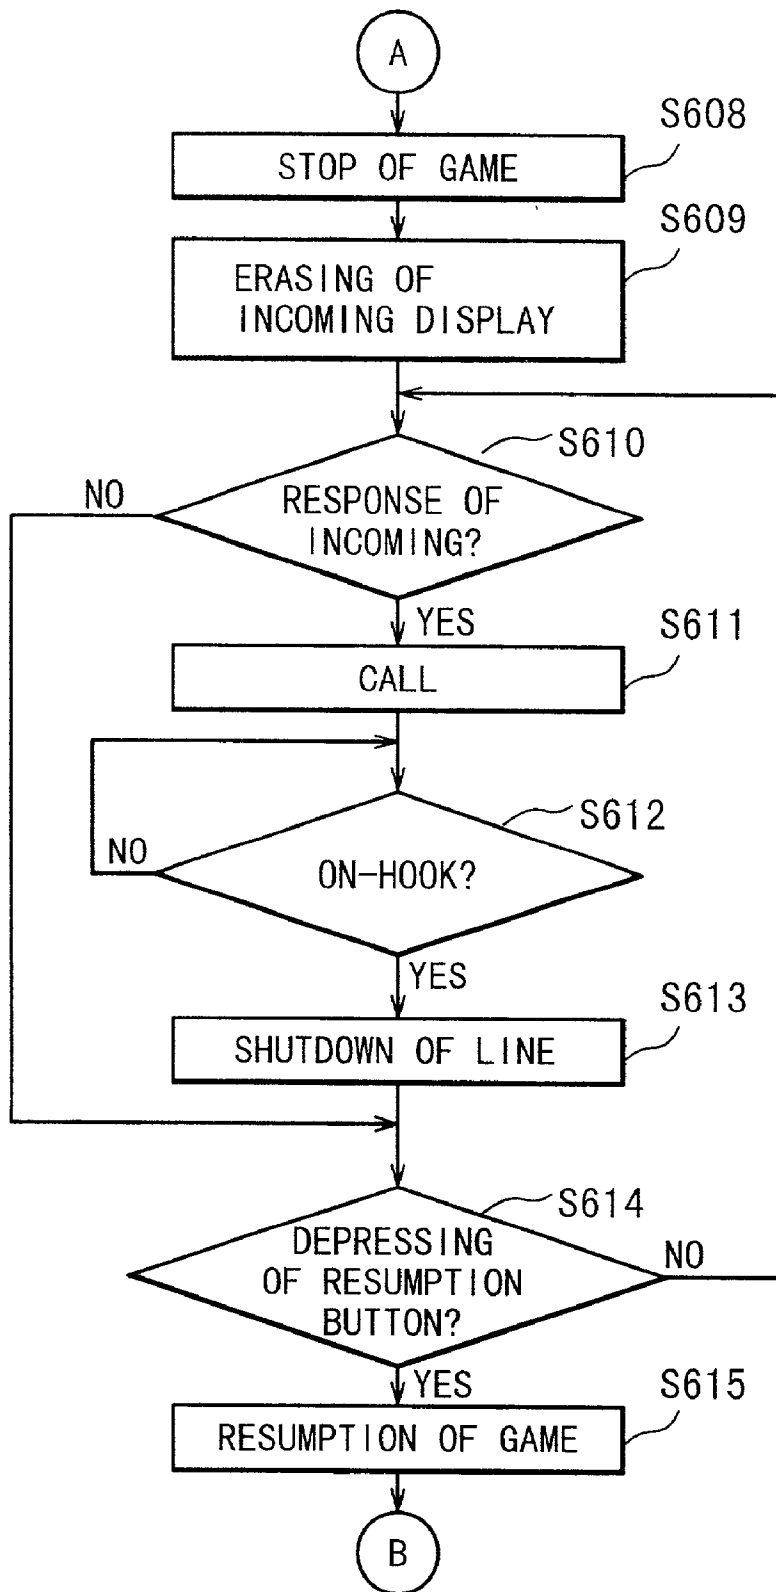 A
S608
STOP OF GAME
S609
ERASING OF
INCOMING DISPLAY
S610
NO
RESPONSE OF
INCOMING?
YES
S611
CALL
S612
NO
ON-HOOK?
YES
S613
SHUTDOWN OF LINE
S614
DEPRESSING
OF RESUMPTION
BUTTON?
NO
YES
S615
RESUMPTION OF GAME
B